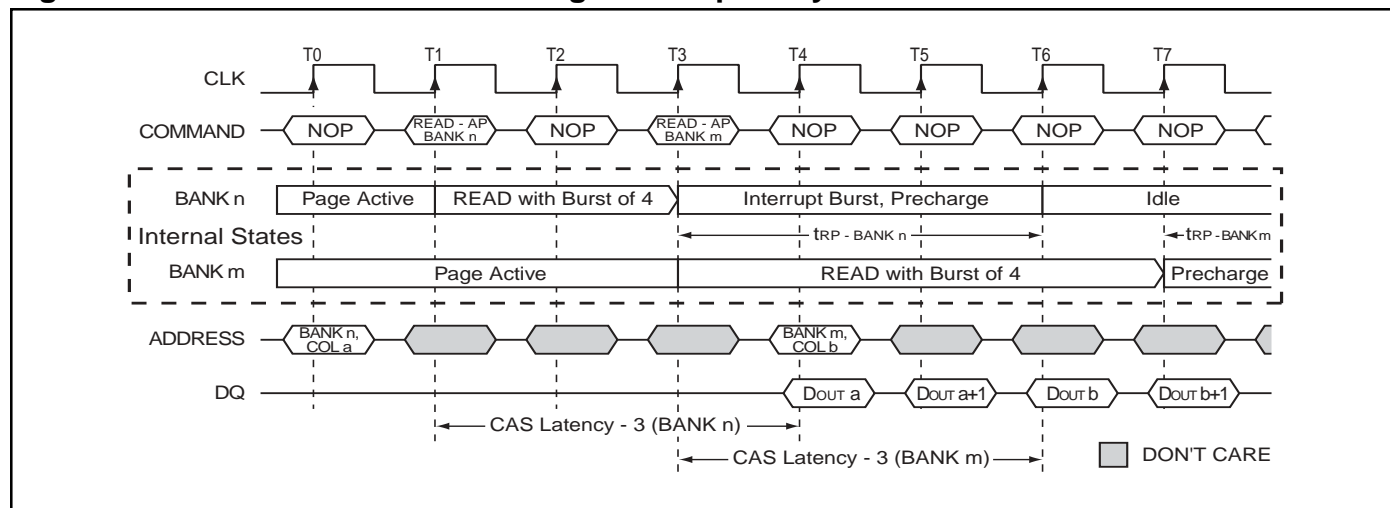 T0 T1 T2 T3 T4 T5 T6 T7
CLK
COMMAND NOP READ - AP BANK n NOP READ - AP BANK m NOP NOP NOP NOP
BANK n Page Active READ with Burst of 4 Interrupt Burst, Precharge Idle
Internal States tRP - BANK n tRP - BANK m
BANK m Page Active READ with Burst of 4 Precharge
ADDRESS BANK n, COL a BANK m, COL b
DQ DOUT a DOUT a+1 DOUT b DOUT b+1
CAS Latency - 3 (BANK n)
CAS Latency - 3 (BANK m) DON'T CARE